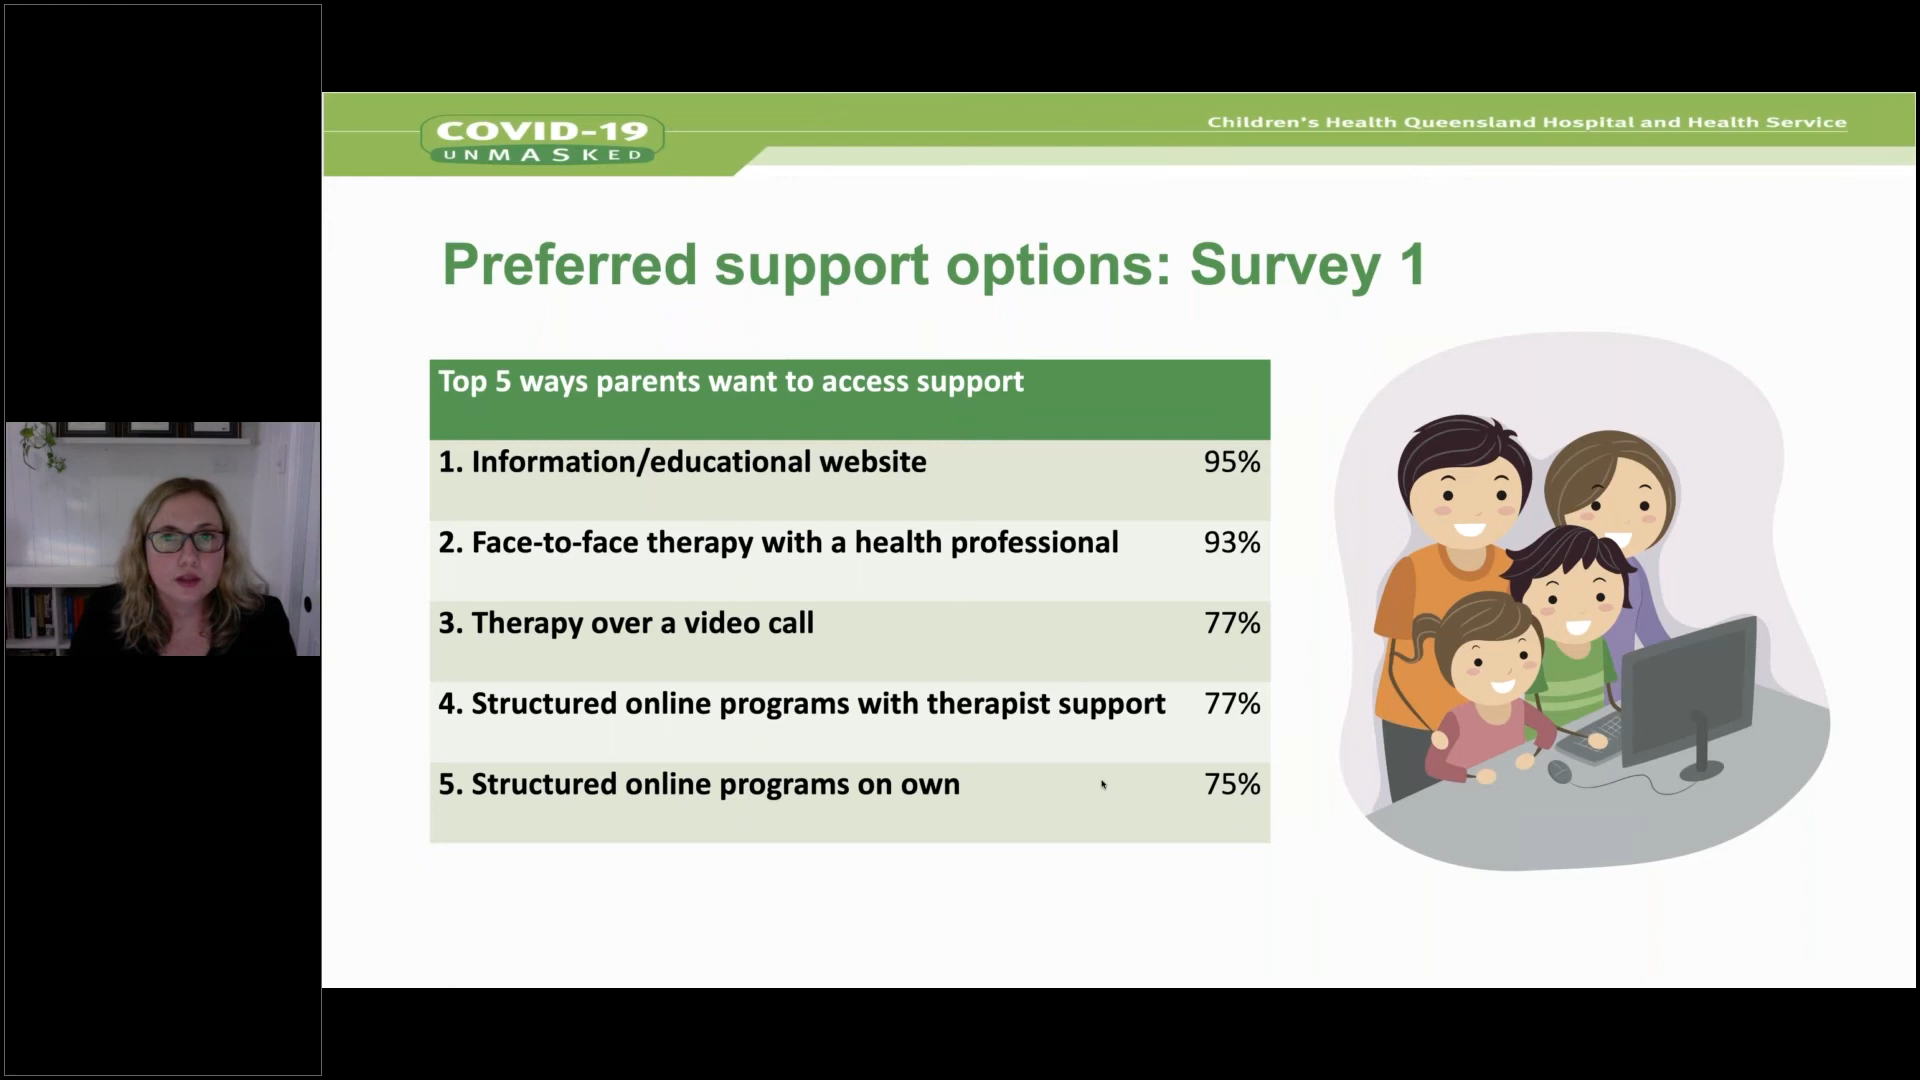 COVID-19
UNMASKED
Children's Health Queensland Hospital and Health Service
Preferred support options: Survey 1
Top 5 ways parents want to access support
1. Information/educational website 95%
2. Face-to-face therapy with a health professional 93%
3. Therapy over a video call 77%
4. Structured online programs with therapist support 77%
5. Structured online programs on own 75%